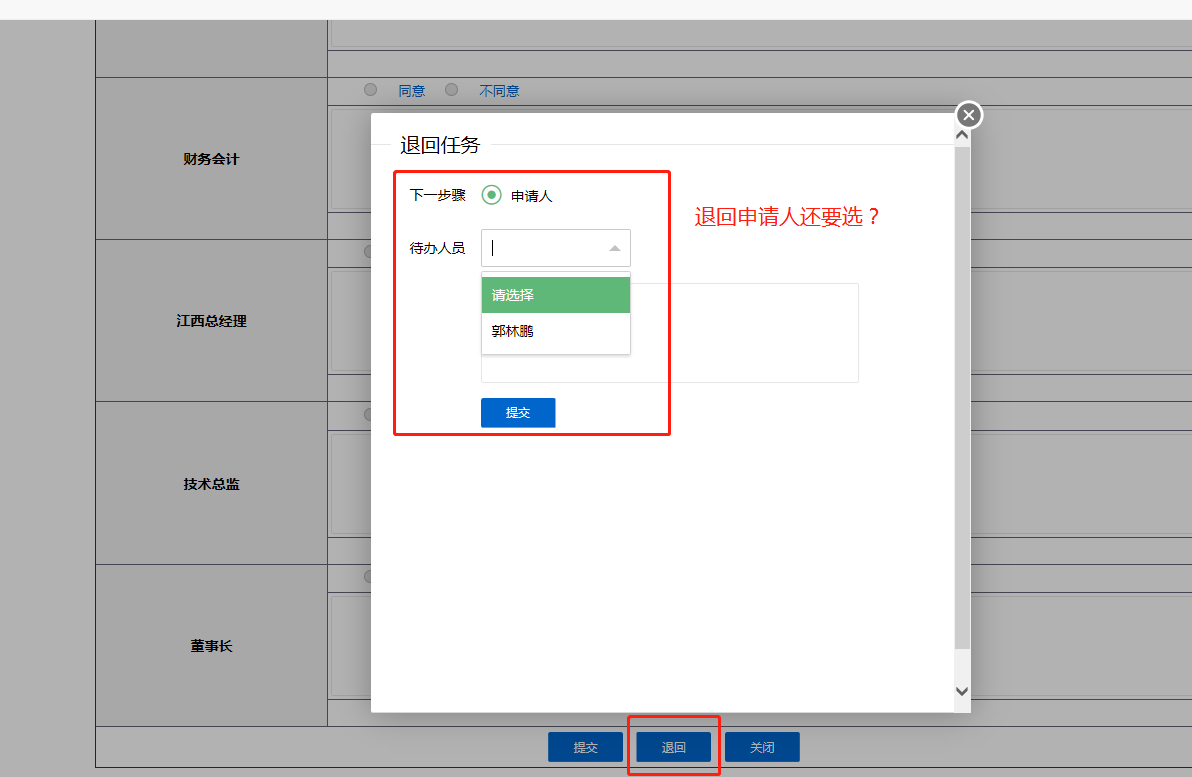 同意 不同意
财务会计
退回任务
下一步骤 申请人
退回申请人还要选？
待办人员
请选择
郭林鹏
江西总经理
提交
技术总监
董事长
提交 退回 关闭